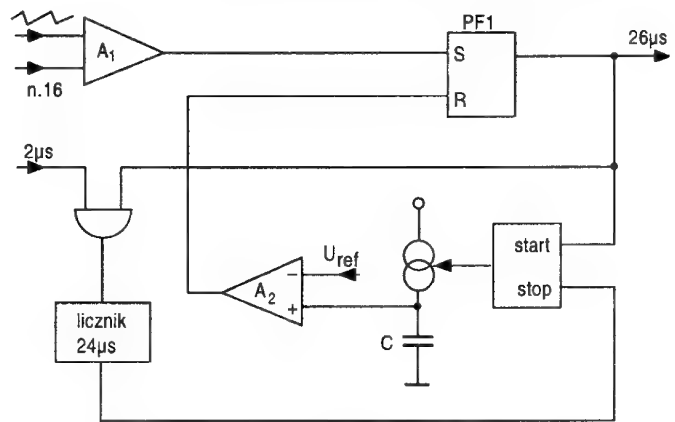 PF1
26µs
A1
S
n.16
R
2µs
start
Uref
stop
A2
−
+
licznik
24µs
C